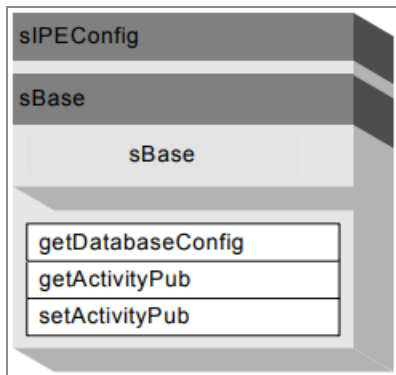 sIPEConfig
sBase
sBase
getDatabaseConfig
getActivityPub
setActivityPub